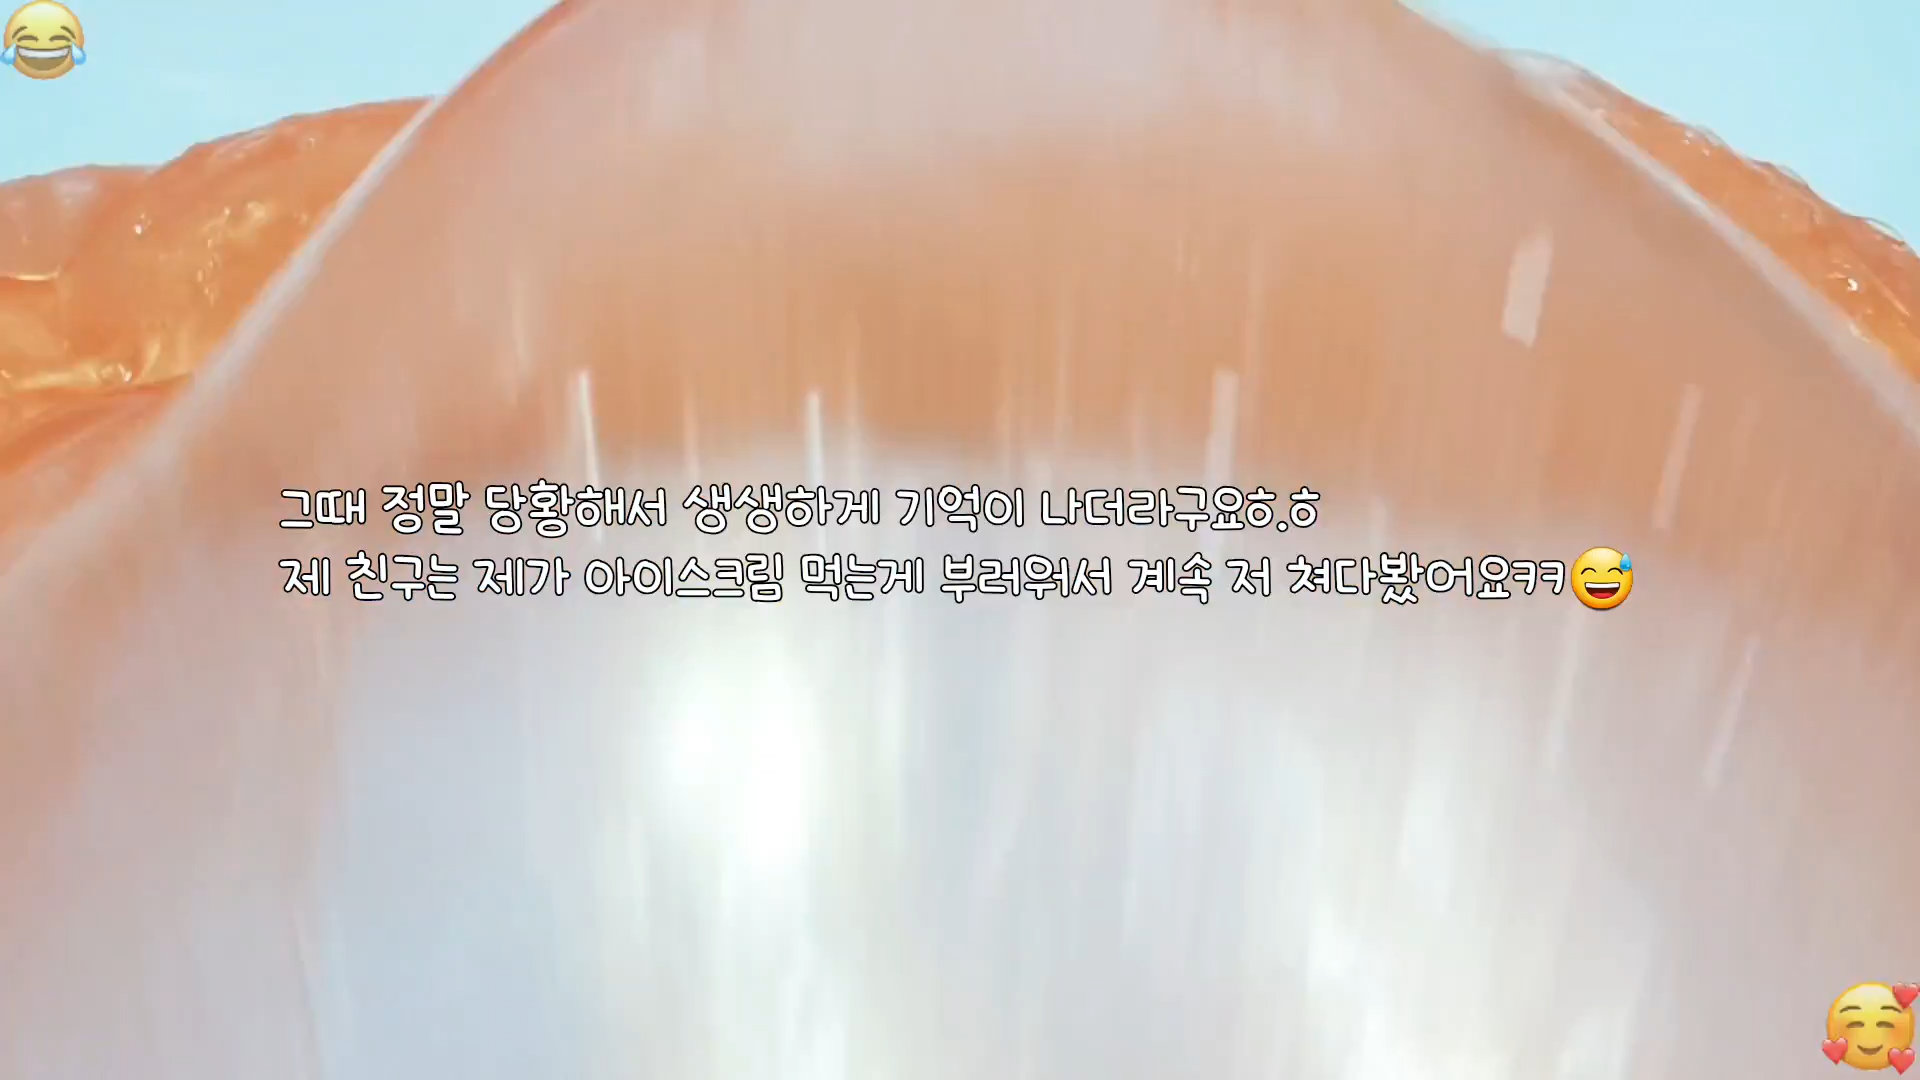 그때 정말 당황해서 생생하게 기억이 나더라구요ㅎ.ㅎ
제 친구는 제가 아이스크림 먹는게 부러워서 계속 저 쳐다봤어요ㅋㅋ😅